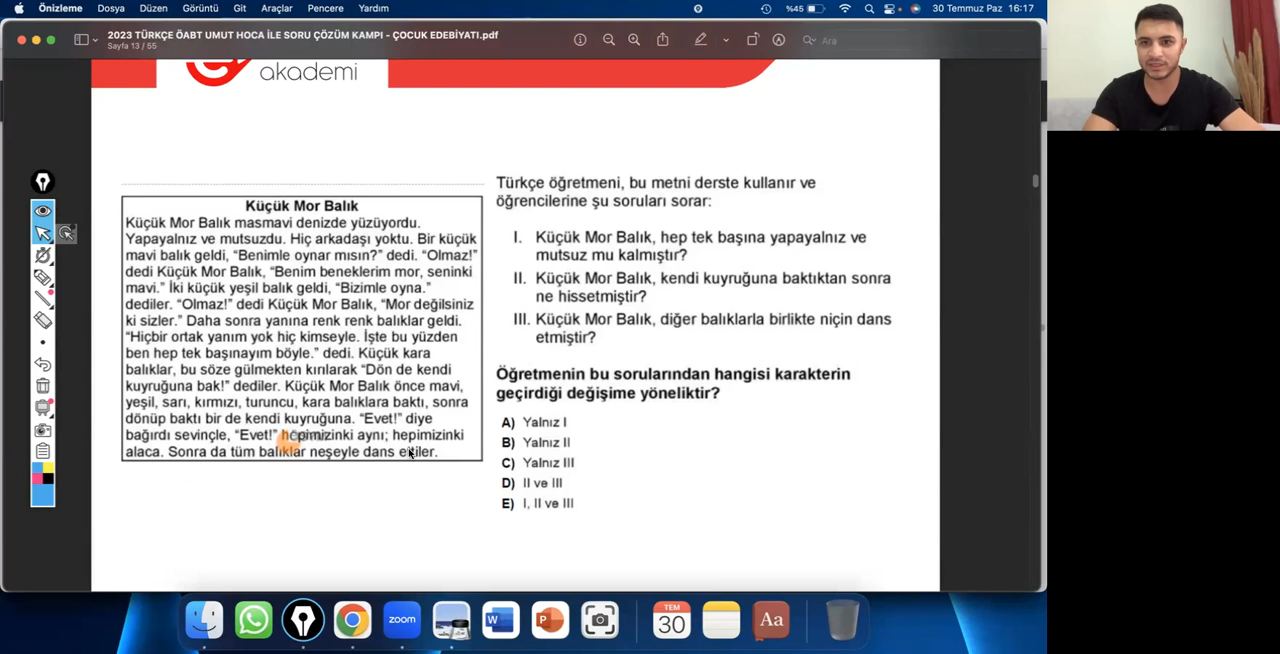 Önizleme Dosya Düzen Görüntü Git Araçlar Pencere Yardım %45 30 Temmuz Paz 16:17
2023 TÜRKÇE ÖABT UMUT HOCA İLE SORU ÇÖZÜM KAMPI - ÇOCUK EDEBİYATI.pdf
Sayfa 13 / 55
Ara
akademi
Küçük Mor Balık
Küçük Mor Balık masmavi denizde yüzüyordu.
Yapayalnız ve mutsuzdu. Hiç arkadaşı yoktu. Bir küçük
mavi balık geldi, “Benimle oynar mısın?” dedi. “Olmaz!”
dedi Küçük Mor Balık, “Benim beneklerim mor, seninki
mavi.” İki küçük yeşil balık geldi, “Bizimle oyna.”
dediler. “Olmaz!” dedi Küçük Mor Balık, “Mor değilsiniz
ki sizler.” Daha sonra yanına renk renk balıklar geldi.
“Hiçbir ortak yanım yok hiç kimseyle. İşte bu yüzden
ben hep tek başınayım böyle.” dedi. Küçük kara
balıklar, bu söze gülmekten kırılarak “Dön de kendi
kuyruğuna bak!” dediler. Küçük Mor Balık önce mavi,
yeşil, sarı, kırmızı, turuncu, kara balıklara baktı, sonra
dönüp baktı bir de kendi kuyruğuna. “Evet!” diye
bağırdı sevinçle, “Evet!” hepimizinki aynı; hepimizinki
alaca. Sonra da tüm balıklar neşeyle dans ettiler.
Türkçe öğretmeni, bu metni derste kullanır ve
öğrencilerine şu soruları sorar:
I. Küçük Mor Balık, hep tek başına yapayalnız ve
mutsuz mu kalmıştır?
II. Küçük Mor Balık, kendi kuyruğuna baktıktan sonra
ne hissetmiştir?
III. Küçük Mor Balık, diğer balıklarla birlikte niçin dans
etmiştir?
Öğretmenin bu sorularından hangisi karakterin
geçirdiği değişime yöneliktir?
A) Yalnız I
B) Yalnız II
C) Yalnız III
D) II ve III
E) I, II ve III
zoom
TEM
30
Aa